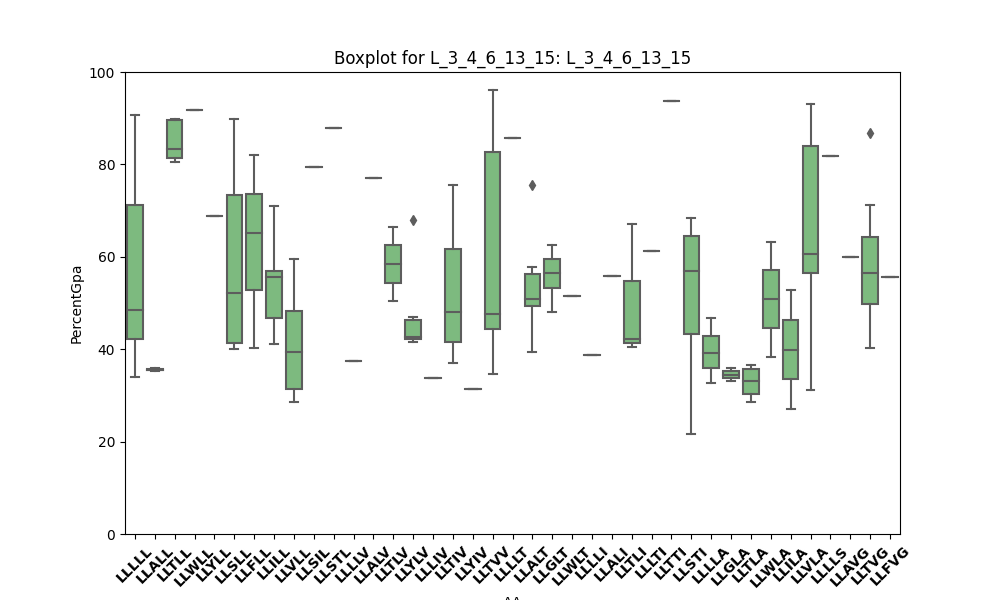 Boxplot for L_3_4_6_13_15: L_3_4_6_13_15
100
80
60
40
20
0
PercentGpa
LLLLL
LLALL
LLTLL
LLWLL
LLYLL
LLSLL
LLFLL
LLILL
LLVLL
LLSIL
LLSTL
LLLLV
LLALV
LLTLV
LLYLV
LLLIV
LLTIV
LLYIV
LLTVV
LLLLT
LLALT
LLGLT
LLWLT
LLLLI
LLALI
LLTLI
LLLTI
LLTTI
LLSTI
LLLLA
LLGLA
LLTLA
LLWLA
LLILA
LLVLA
LLLLS
LLAVG
LLTVG
LLFVG